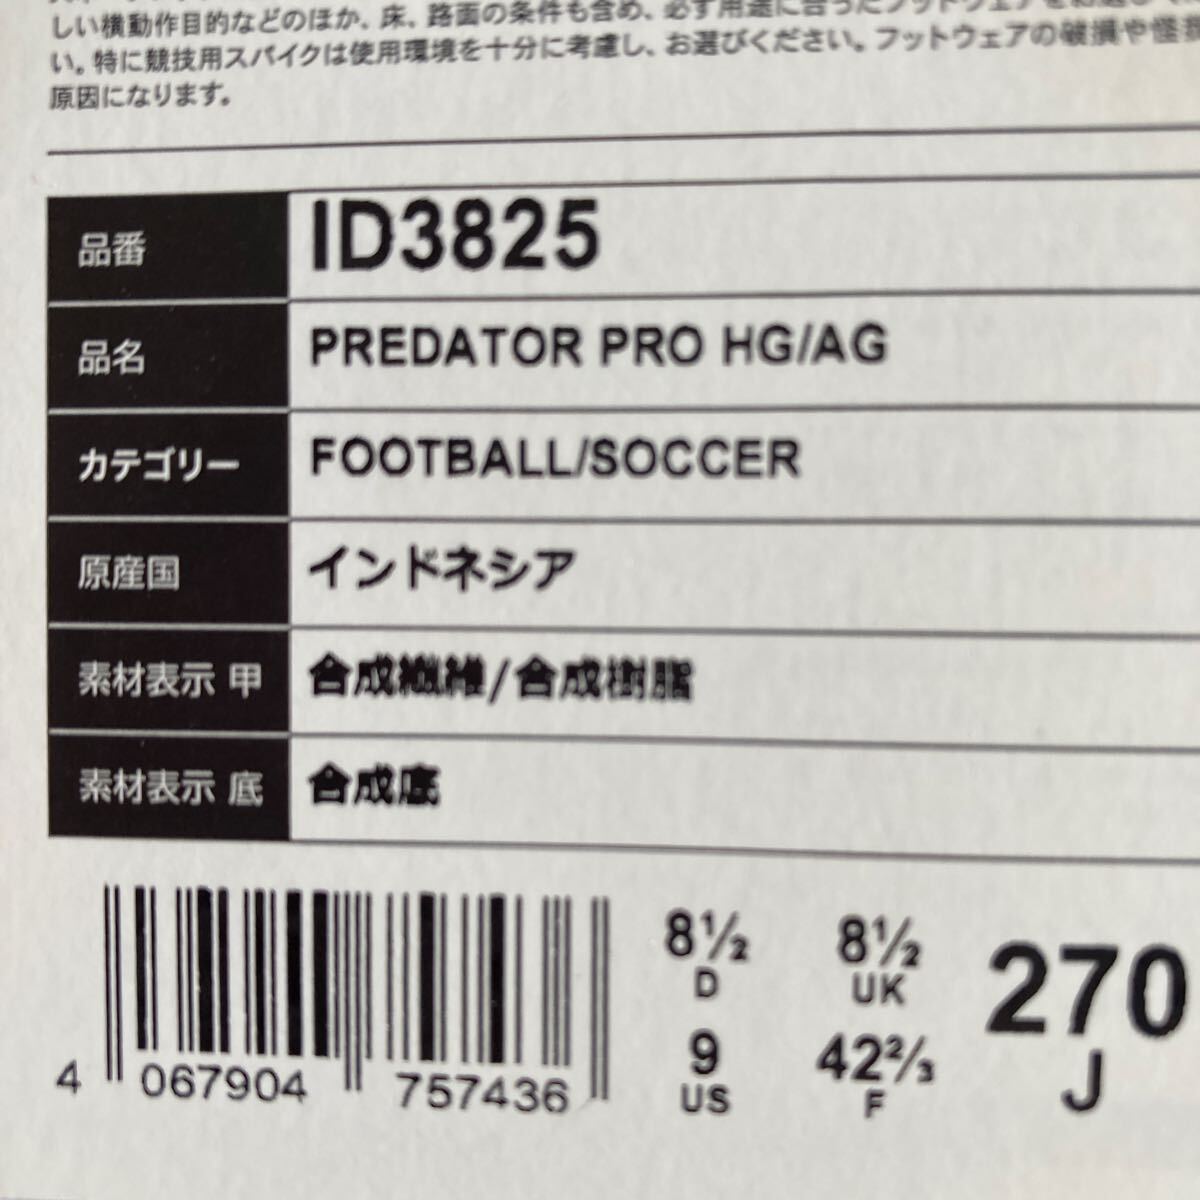 しい横動作目的などのほか、床、路面の条件も含め、必ず用途に合ったフットウェアをお選びく
い。特に競技用スパイクは使用環境を十分に考慮し、お選びください。フットウェアの破損や怪我
原因になります。
品番 ID3825
品名 PREDATOR PRO HG/AG
カテゴリー FOOTBALL/SOCCER
原産国 インドネシア
素材表示 甲 合成繊維/合成樹脂
素材表示 底 合成底
4 067904 757436
8½ 8½ 270
D UK J
9 42⅔
US F